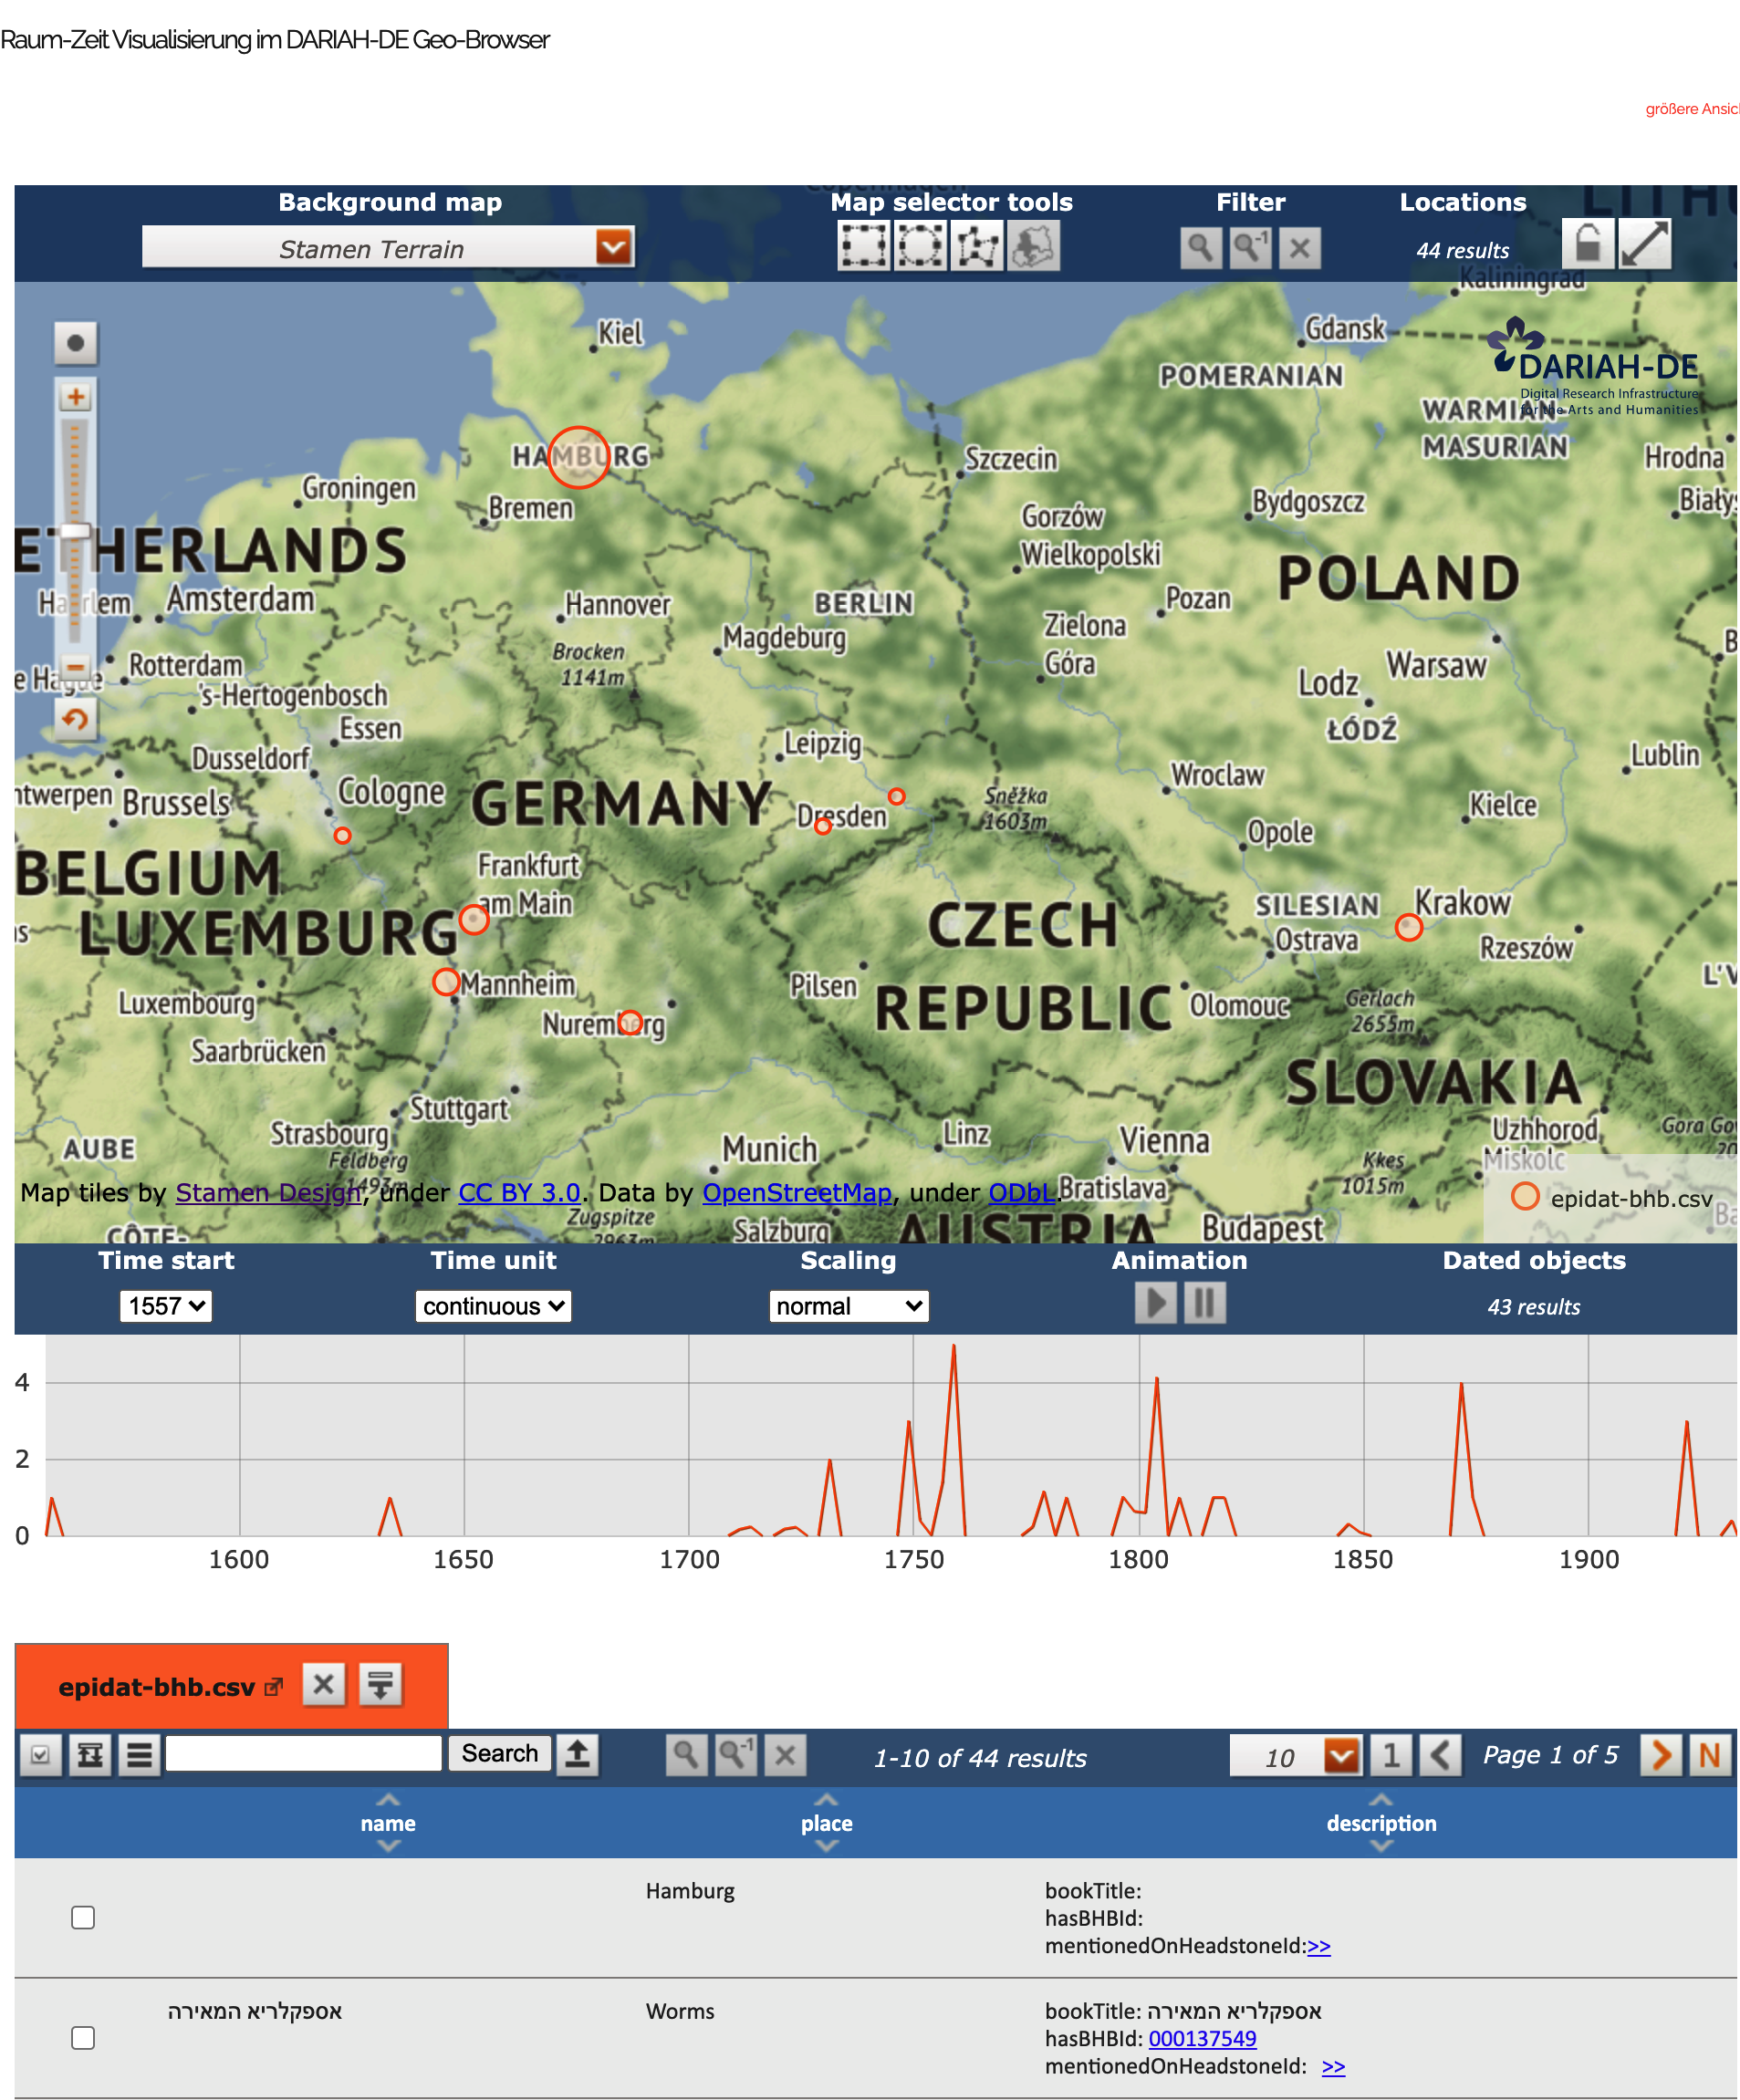 Raum-Zeit Visualisierung im DARIAH-DE Geo-Browser
größere Ansicl
Background map
Map selector tools
Filter
Locations
Stamen Terrain
44 results
Kaliningrad
Kiel
Gdansk
DARIAH-DE
Digital Research Infrastructure
for the Arts and Humanities
POMERANIAN
WARMIAN-
MASURIAN
HAMBURG
Szczecin
Hrodna
Groningen
Bremen
Bydgoszcz
Białys
Gorzów
Wielkopolski
ETHERLANDS
POLAND
Haarlem
Amsterdam
Hannover
BERLIN
Pozan
Magdeburg
Zielona
Góra
Brocken
1141m
Rotterdam
Warsaw
e Hague
's-Hertogenbosch
Lodz
ŁÓDŹ
Essen
Dusseldorf
Leipzig
Lublin
Cologne
Wroclaw
ntwerpen
Brussels
GERMANY
Dresden
Sněžka
1603m
Kielce
Opole
BELGIUM
Frankfurt
am Main
LUXEMBURG
CZECH
REPUBLIC
SILESIAN
Krakow
Ostrava
Rzeszów
Mannheim
Pilsen
Olomouc
Luxembourg
Nuremberg
Gerlach
2655m
L'V
Saarbrücken
SLOVAKIA
Stuttgart
Strasbourg
AUBE
Feldberg
1493m
Munich
Linz
Vienna
Uzhhorod
Gora Go
20
Kkes
1015m
Miskolc
Map tiles by Stamen Design, under CC BY 3.0. Data by OpenStreetMap, under ODbL.
Bratislava
epidat-bhb.csv
Zugspitze
2963m
Salzburg
AUSTRIA
Budapest
CÔTE-
Time start
Time unit
Scaling
Animation
Dated objects
1557
continuous
normal
43 results
4
2
0
1600 1650 1700 1750 1800 1850 1900
epidat-bhb.csv
Search
1-10 of 44 results
10
1
Page 1 of 5
N
name
place
description
Hamburg
bookTitle:
hasBHBId:
mentionedOnHeadstoneId:>>
אספקלריא המאירה
Worms
bookTitle: אספקלריא המאירה
hasBHBId: 000137549
mentionedOnHeadstoneId: >>